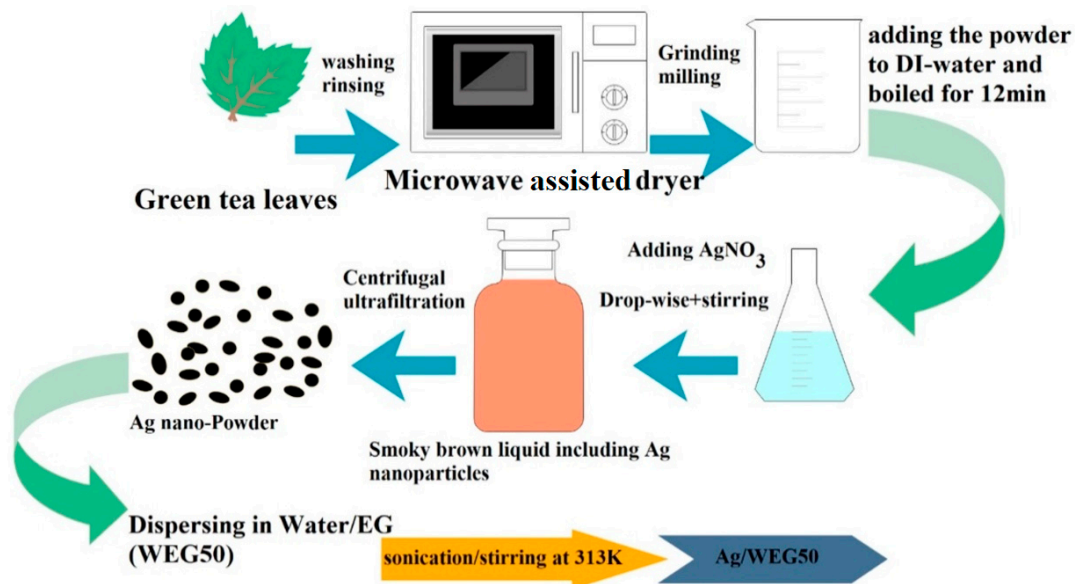 washing
rinsing
Grinding
milling
adding the powder
to DI-water and
boiled for 12min
Green tea leaves
Microwave assisted dryer
Adding AgNO3
Drop-wise+stirring
Centrifugal
ultrafiltration
Ag nano-Powder
Smoky brown liquid including Ag
nanoparticles
Dispersing in Water/EG
(WEG50)
sonication/stirring at 313K
Ag/WEG50